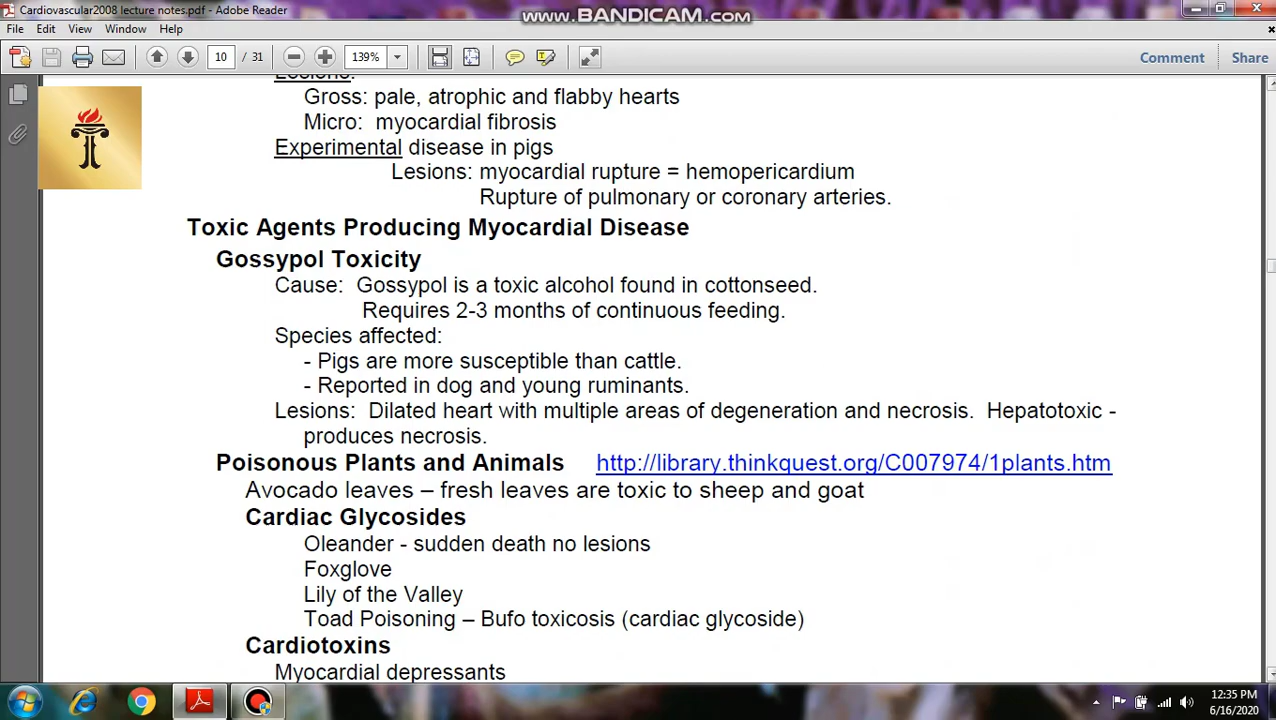 Cardiovascular2008 lecture notes.pdf - Adobe Reader
www.BANDICAM.com
File Edit View Window Help
10 / 31 139% Comment Share
Lesions:
Gross: pale, atrophic and flabby hearts
Micro: myocardial fibrosis
Experimental disease in pigs
Lesions: myocardial rupture = hemopericardium
Rupture of pulmonary or coronary arteries.
Toxic Agents Producing Myocardial Disease
Gossypol Toxicity
Cause: Gossypol is a toxic alcohol found in cottonseed.
Requires 2-3 months of continuous feeding.
Species affected:
- Pigs are more susceptible than cattle.
- Reported in dog and young ruminants.
Lesions: Dilated heart with multiple areas of degeneration and necrosis. Hepatotoxic -
produces necrosis.
Poisonous Plants and Animals http://library.thinkquest.org/C007974/1plants.htm
Avocado leaves – fresh leaves are toxic to sheep and goat
Cardiac Glycosides
Oleander - sudden death no lesions
Foxglove
Lily of the Valley
Toad Poisoning – Bufo toxicosis (cardiac glycoside)
Cardiotoxins
Myocardial depressants
12:35 PM
6/16/2020